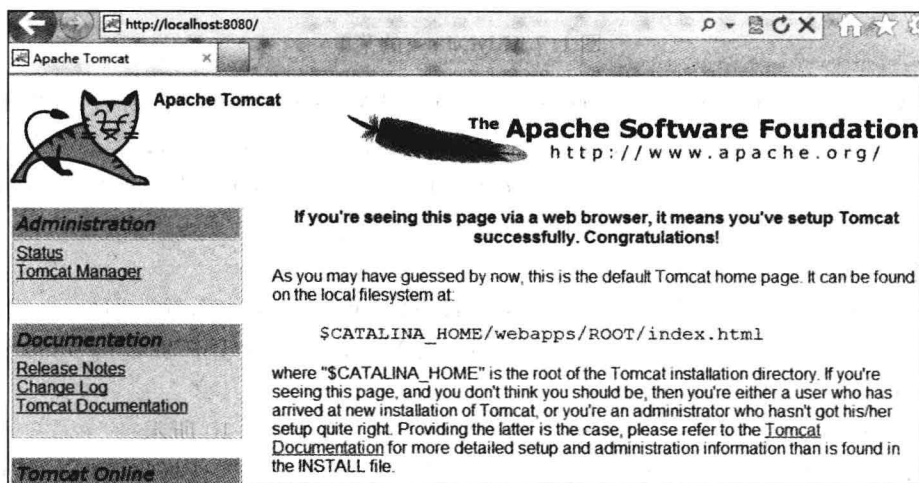 http://localhost:8080/
Apache Tomcat
Apache Tomcat
The Apache Software Foundation
http://www.apache.org/
Administration
Status
Tomcat Manager
Documentation
Release Notes
Change Log
Tomcat Documentation
Tomcat Online
If you're seeing this page via a web browser, it means you've setup Tomcat
successfully. Congratulations!
As you may have guessed by now, this is the default Tomcat home page. It can be found
on the local filesystem at:
$CATALINA_HOME/webapps/ROOT/index.html
where "$CATALINA_HOME" is the root of the Tomcat installation directory. If you're
seeing this page, and you don't think you should be, then you're either a user who has
arrived at new installation of Tomcat, or you're an administrator who hasn't got his/her
setup quite right. Providing the latter is the case, please refer to the Tomcat
Documentation for more detailed setup and administration information than is found in
the INSTALL file.